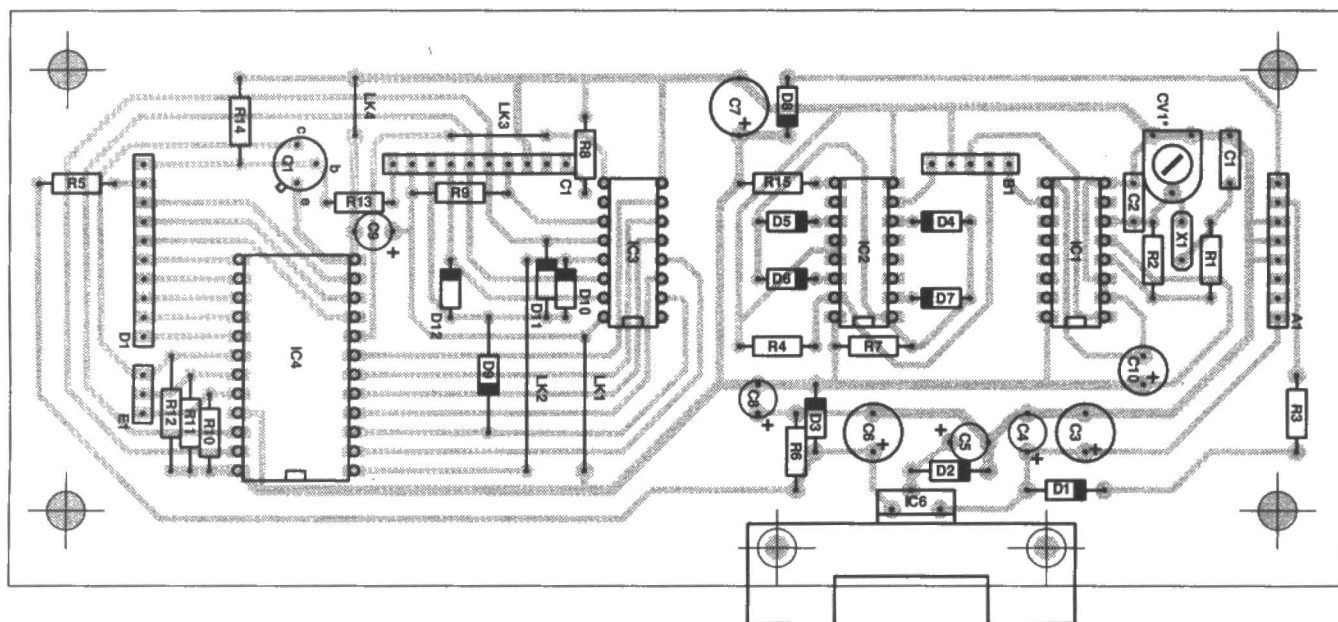 R14
LK4
LK3
R8
C7
+
D8
CV1*
C1
c
Q1
b
e
R5
R13
R9
C1
C9
+
IC3
R15
D5
D6
IC2
D4
D7
B1
IC1
C2
R2
X1
R1
A1
D1
E1
R12
R11
R10
IC4
D12
D11
D10
D9
LK2
LK1
R4
R7
C10
+
C8
+
D3
R6
C6
+
C5
+
C4
+
C3
+
R3
D2
D1
IC6